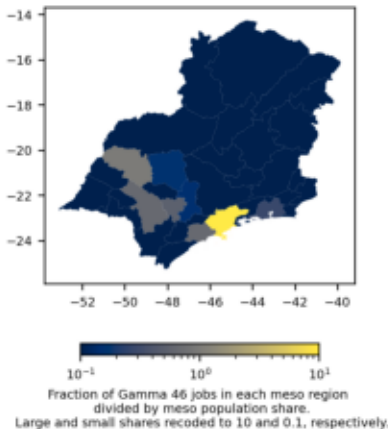 −14
−16
−18
−20
−22
−24
−52 −50 −48 −46 −44 −42 −40
10⁻¹ 10⁰ 10¹
Fraction of Gamma 46 jobs in each meso region
divided by meso population share.
Large and small shares recoded to 10 and 0.1, respectively.